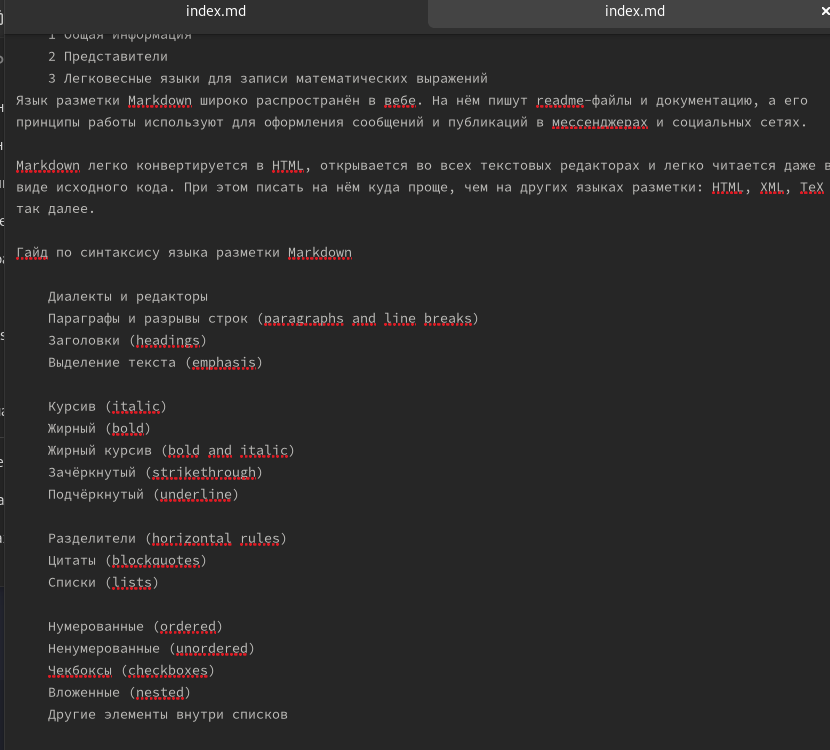 index.md
index.md
1 Общая информация
2 Представители
3 Легковесные языки для записи математических выражений
Язык разметки Markdown широко распространён в вебе. На нём пишут readme-файлы и документацию, а его
принципы работы используют для оформления сообщений и публикаций в мессенджерах и социальных сетях.
Markdown легко конвертируется в HTML, открывается во всех текстовых редакторах и легко читается даже в
виде исходного кода. При этом писать на нём куда проще, чем на других языках разметки: HTML, XML, TeX
так далее.
Гайд по синтаксису языка разметки Markdown
Диалекты и редакторы
Параграфы и разрывы строк (paragraphs and line breaks)
Заголовки (headings)
Выделение текста (emphasis)
Курсив (italic)
Жирный (bold)
Жирный курсив (bold and italic)
Зачёркнутый (strikethrough)
Подчёркнутый (underline)
Разделители (horizontal rules)
Цитаты (blockquotes)
Списки (lists)
Нумерованные (ordered)
Ненумерованные (unordered)
Чекбоксы (checkboxes)
Вложенные (nested)
Другие элементы внутри списков